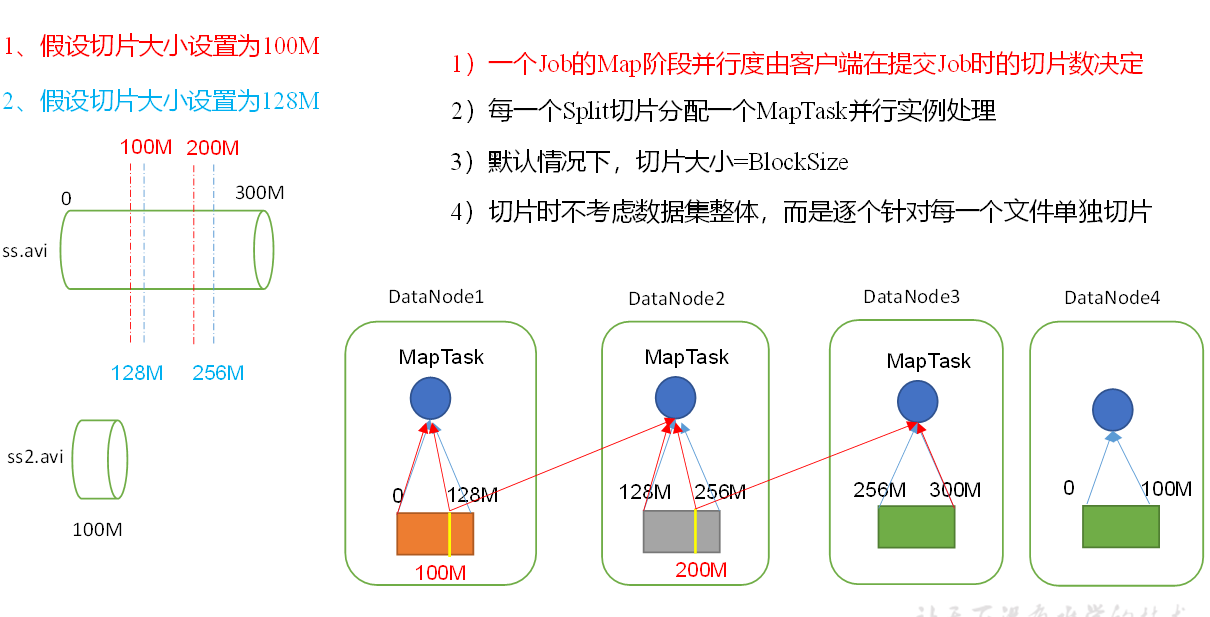 1、假设切片大小设置为100M
2、假设切片大小设置为128M
100M 200M
0
300M
ss.avi
128M 256M
ss2.avi
100M
1）一个Job的Map阶段并行度由客户端在提交Job时的切片数决定
2）每一个Split切片分配一个MapTask并行实例处理
3）默认情况下，切片大小=BlockSize
4）切片时不考虑数据集整体，而是逐个针对每一个文件单独切片
DataNode1
MapTask
0 128M
100M
DataNode2
MapTask
128M 256M
200M
DataNode3
MapTask
256M 300M
DataNode4
0 100M